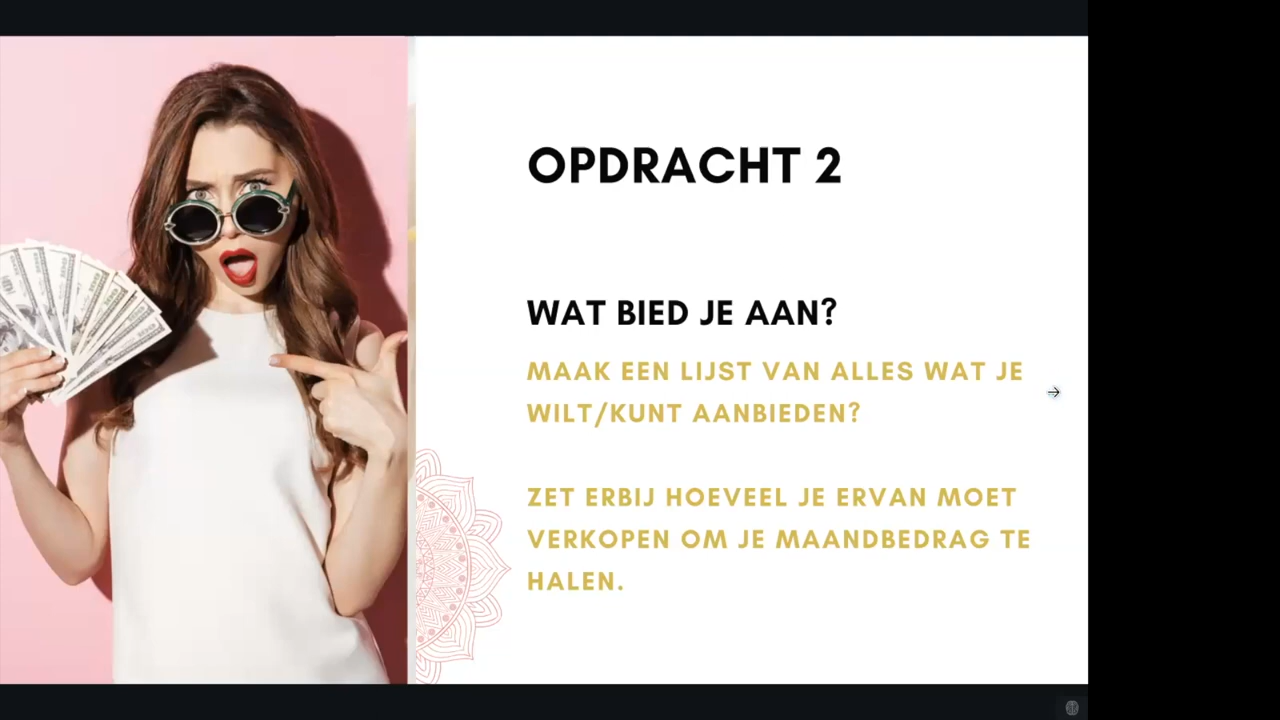 OPDRACHT 2
WAT BIED JE AAN?
MAAK EEN LIJST VAN ALLES WAT JE
WILT/KUNT AANBIEDEN?
ZET ERBIJ HOEVEEL JE ERVAN MOET
VERKOPEN OM JE MAANDBEDRAG TE
HALEN.